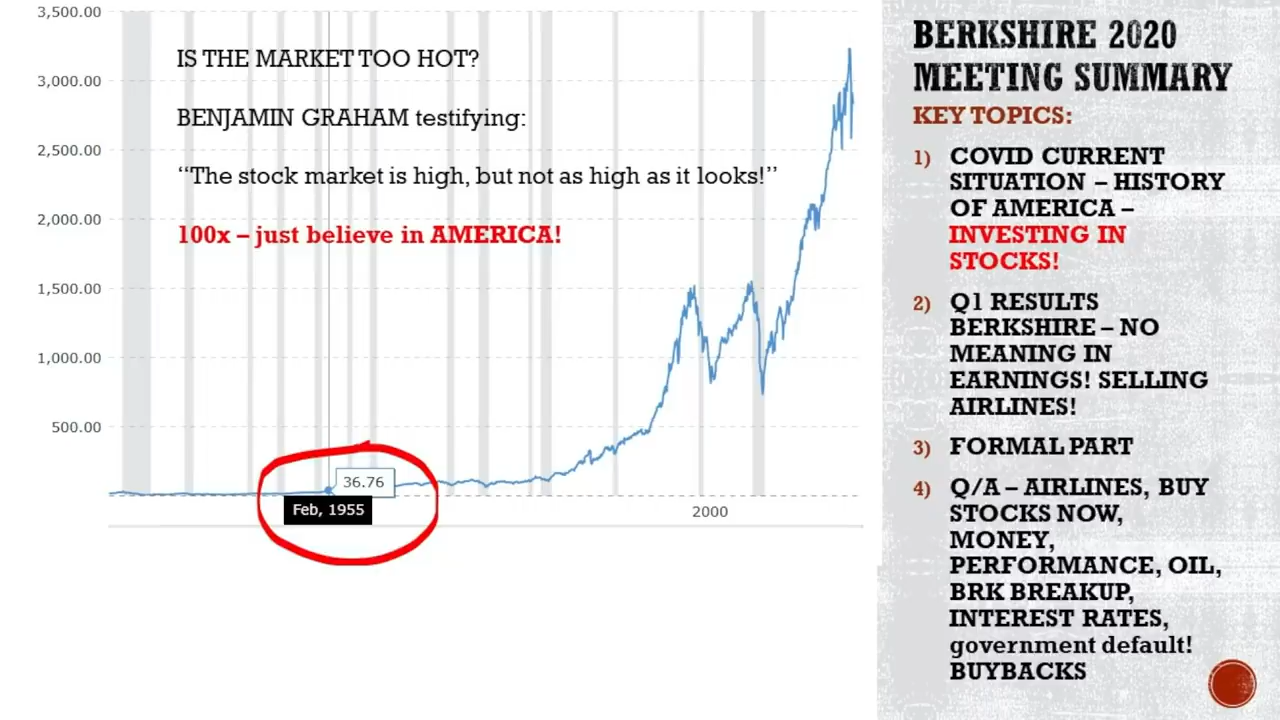 3,500.00
3,000.00
2,500.00
2,000.00
1,500.00
1,000.00
500.00
IS THE MARKET TOO HOT?
BENJAMIN GRAHAM testifying:
“The stock market is high, but not as high as it looks!”
100x – just believe in AMERICA!
36.76
Feb, 1955
2000
BERKSHIRE 2020
MEETING SUMMARY
KEY TOPICS:
1) COVID CURRENT
SITUATION – HISTORY
OF AMERICA –
INVESTING IN
STOCKS!
2) Q1 RESULTS
BERKSHIRE – NO
MEANING IN
EARNINGS! SELLING
AIRLINES!
3) FORMAL PART
4) Q/A – AIRLINES, BUY
STOCKS NOW,
MONEY,
PERFORMANCE, OIL,
BRK BREAKUP,
INTEREST RATES,
government default!
BUYBACKS